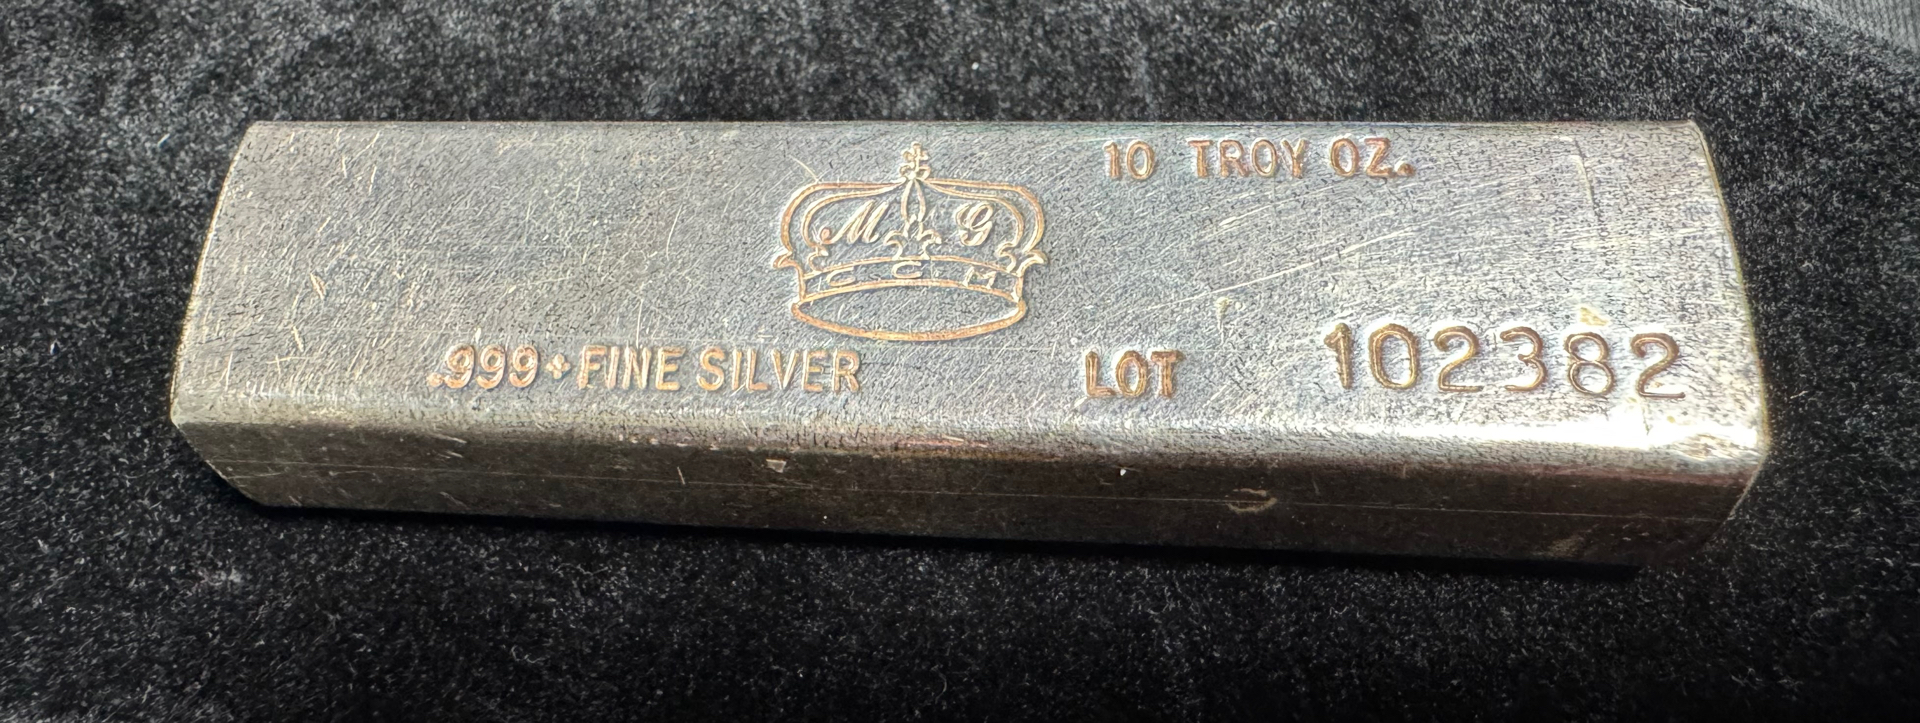 10 TROY OZ.
M G
C C M
.999+ FINE SILVER
LOT 102382